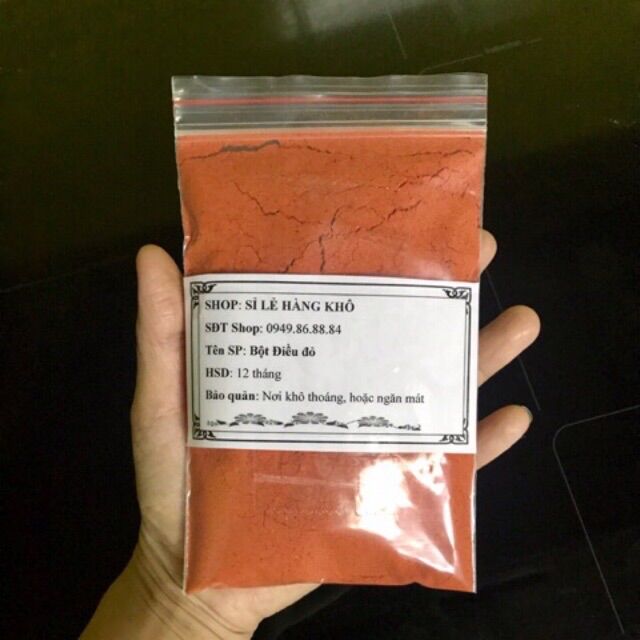 SHOP: SỈ LẺ HÀNG KHÔ
SĐT Shop: 0949.86.88.84
Tên SP: Bột Điều đỏ
HSD: 12 tháng
Bảo quản: Nơi khô thoáng, hoặc ngăn mát